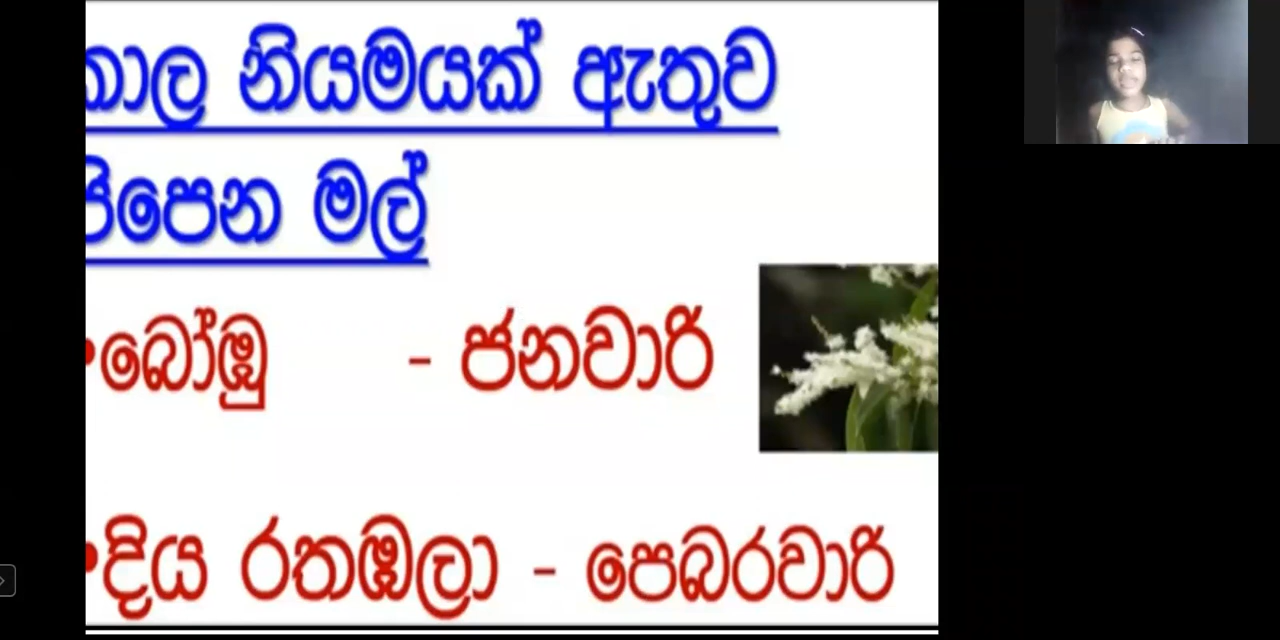 කාල නියමයක් ඇතුව
පිපෙන මල්
•බෝඹු - ජනවාරි
•දිය රතඹලා - පෙබරවාරි